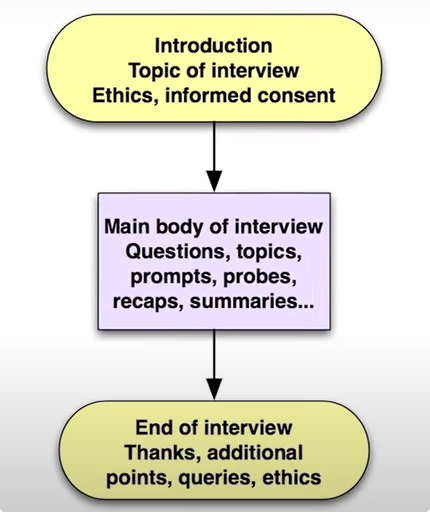 Introduction
Topic of interview
Ethics, informed consent
Main body of interview
Questions, topics,
prompts, probes,
recaps, summaries...
End of interview
Thanks, additional
points, queries, ethics